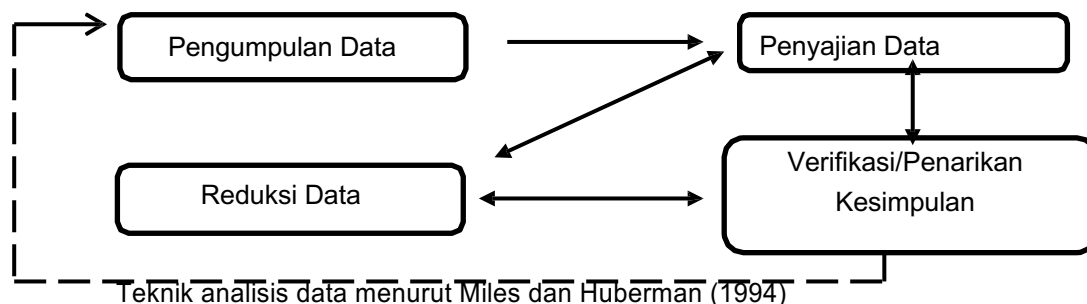 Pengumpulan Data
Penyajian Data
Reduksi Data
Verifikasi/Penarikan
Kesimpulan
Teknik analisis data menurut Miles dan Huberman (1994)